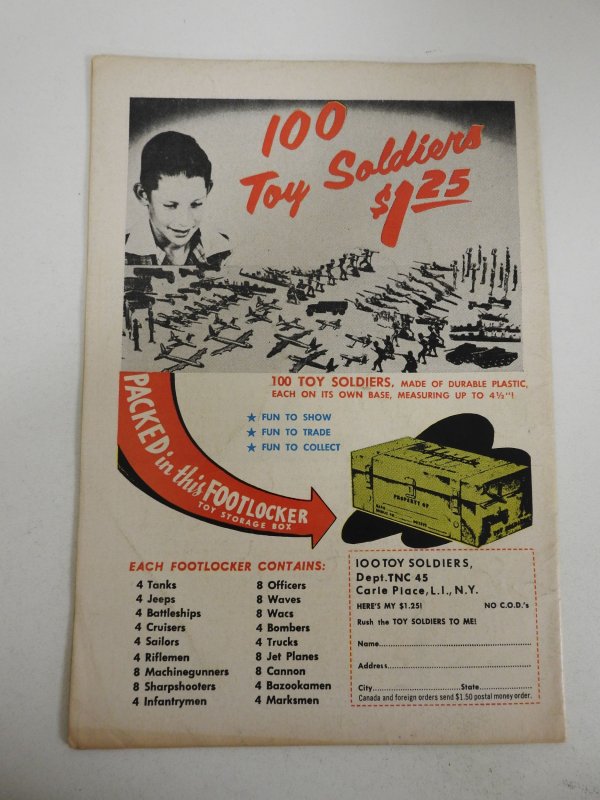 100
Toy Soldiers
$1.25
100 TOY SOLDIERS, MADE OF DURABLE PLASTIC,
EACH ON ITS OWN BASE, MEASURING UP TO 4½"!
★ FUN TO SHOW
★ FUN TO TRADE
★ FUN TO COLLECT
PACKED in this FOOTLOCKER
TOY STORAGE BOX
PROPERTY OF
EACH FOOTLOCKER CONTAINS:
4 Tanks
4 Jeeps
4 Battleships
4 Cruisers
4 Sailors
4 Riflemen
8 Machinegunners
8 Sharpshooters
4 Infantrymen
8 Officers
8 Waves
8 Wacs
4 Bombers
4 Trucks
8 Jet Planes
8 Cannon
4 Bazookamen
4 Marksmen
100 TOY SOLDIERS,
Dept. TNC 45
Carle Place, L.I., N.Y.
HERE'S MY $1.25! NO C.O.D.'s
Rush the TOY SOLDIERS TO ME!
Name
Address
City State
Canada and foreign orders send $1.50 postal money order.